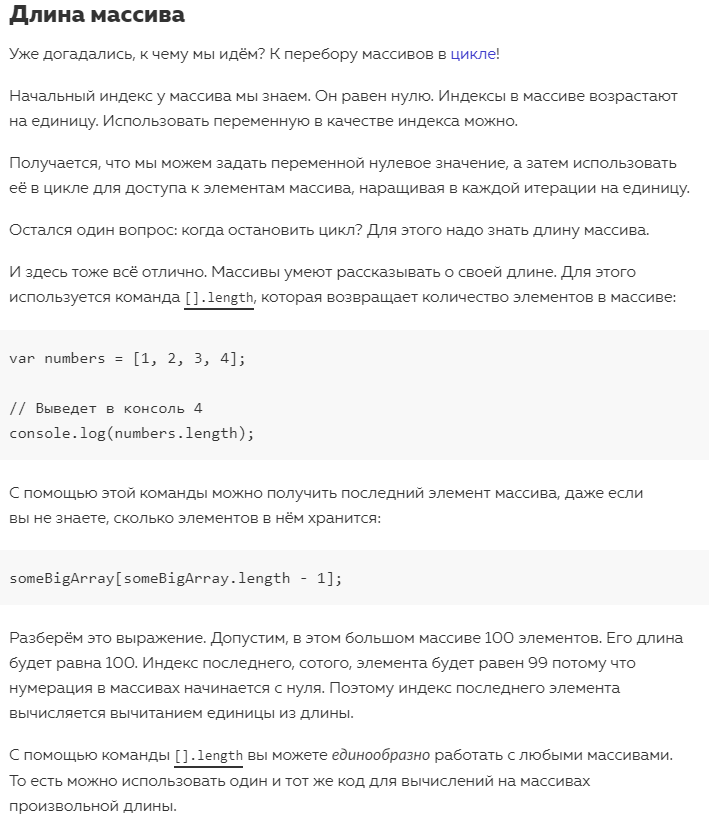 Длина массива
Уже догадались, к чему мы идём? К перебору массивов в цикле!
Начальный индекс у массива мы знаем. Он равен нулю. Индексы в массиве возрастают
на единицу. Использовать переменную в качестве индекса можно.
Получается, что мы можем задать переменной нулевое значение, а затем использовать
её в цикле для доступа к элементам массива, наращивая в каждой итерации на единицу.
Остался один вопрос: когда остановить цикл? Для этого надо знать длину массива.
И здесь тоже всё отлично. Массивы умеют рассказывать о своей длине. Для этого
используется команда [].length, которая возвращает количество элементов в массиве:
var numbers = [1, 2, 3, 4];
// Выведет в консоль 4
console.log(numbers.length);
С помощью этой команды можно получить последний элемент массива, даже если
вы не знаете, сколько элементов в нём хранится:
someBigArray[someBigArray.length - 1];
Разберём это выражение. Допустим, в этом большом массиве 100 элементов. Его длина
будет равна 100. Индекс последнего, сотого, элемента будет равен 99 потому что
нумерация в массивах начинается с нуля. Поэтому индекс последнего элемента
вычисляется вычитанием единицы из длины.
С помощью команды [].length вы можете единообразно работать с любыми массивами.
То есть можно использовать один и тот же код для вычислений на массивах
произвольной длины.